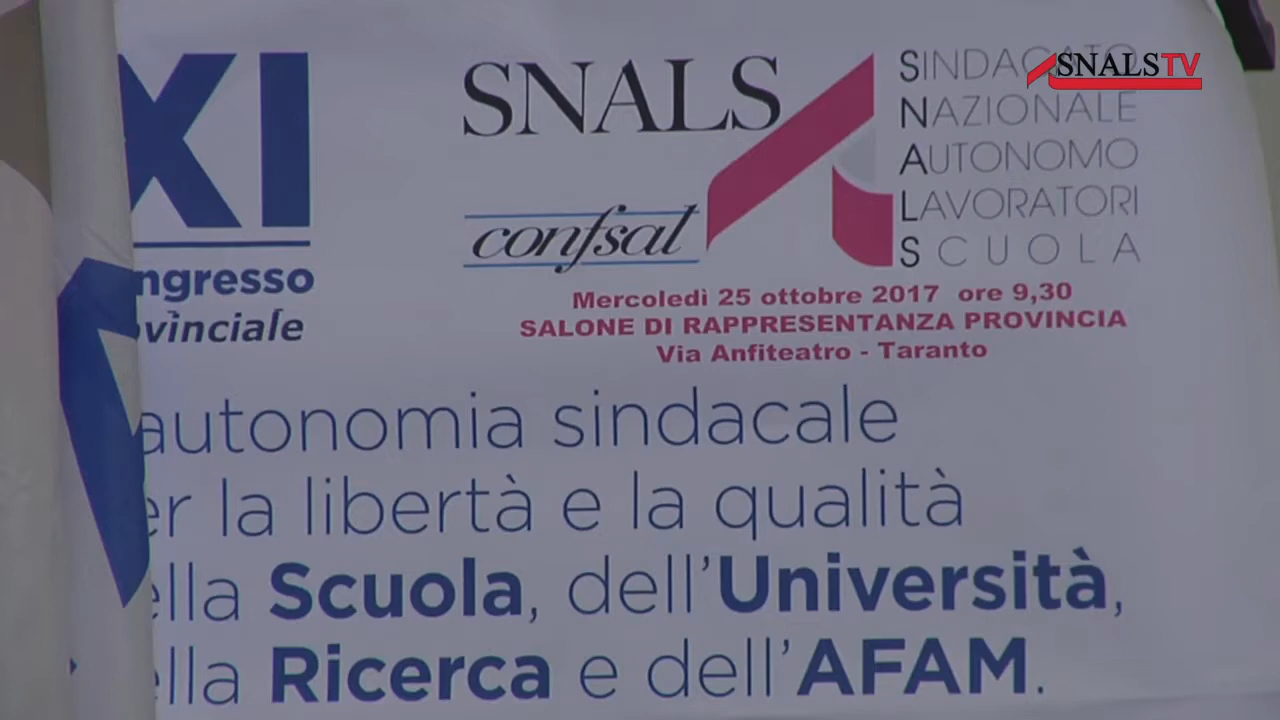 XI
ngresso
vinciale
SNALS
confsal
SINDACATO
NAZIONALE
AUTONOMO
LAVORATORI
SCUOLA
SNALSTV
Mercoledì 25 ottobre 2017 ore 9,30
SALONE DI RAPPRESENTANZA PROVINCIA
Via Anfiteatro - Taranto
autonomia sindacale
er la libertà e la qualità
ella Scuola, dell'Università,
ella Ricerca e dell'AFAM.